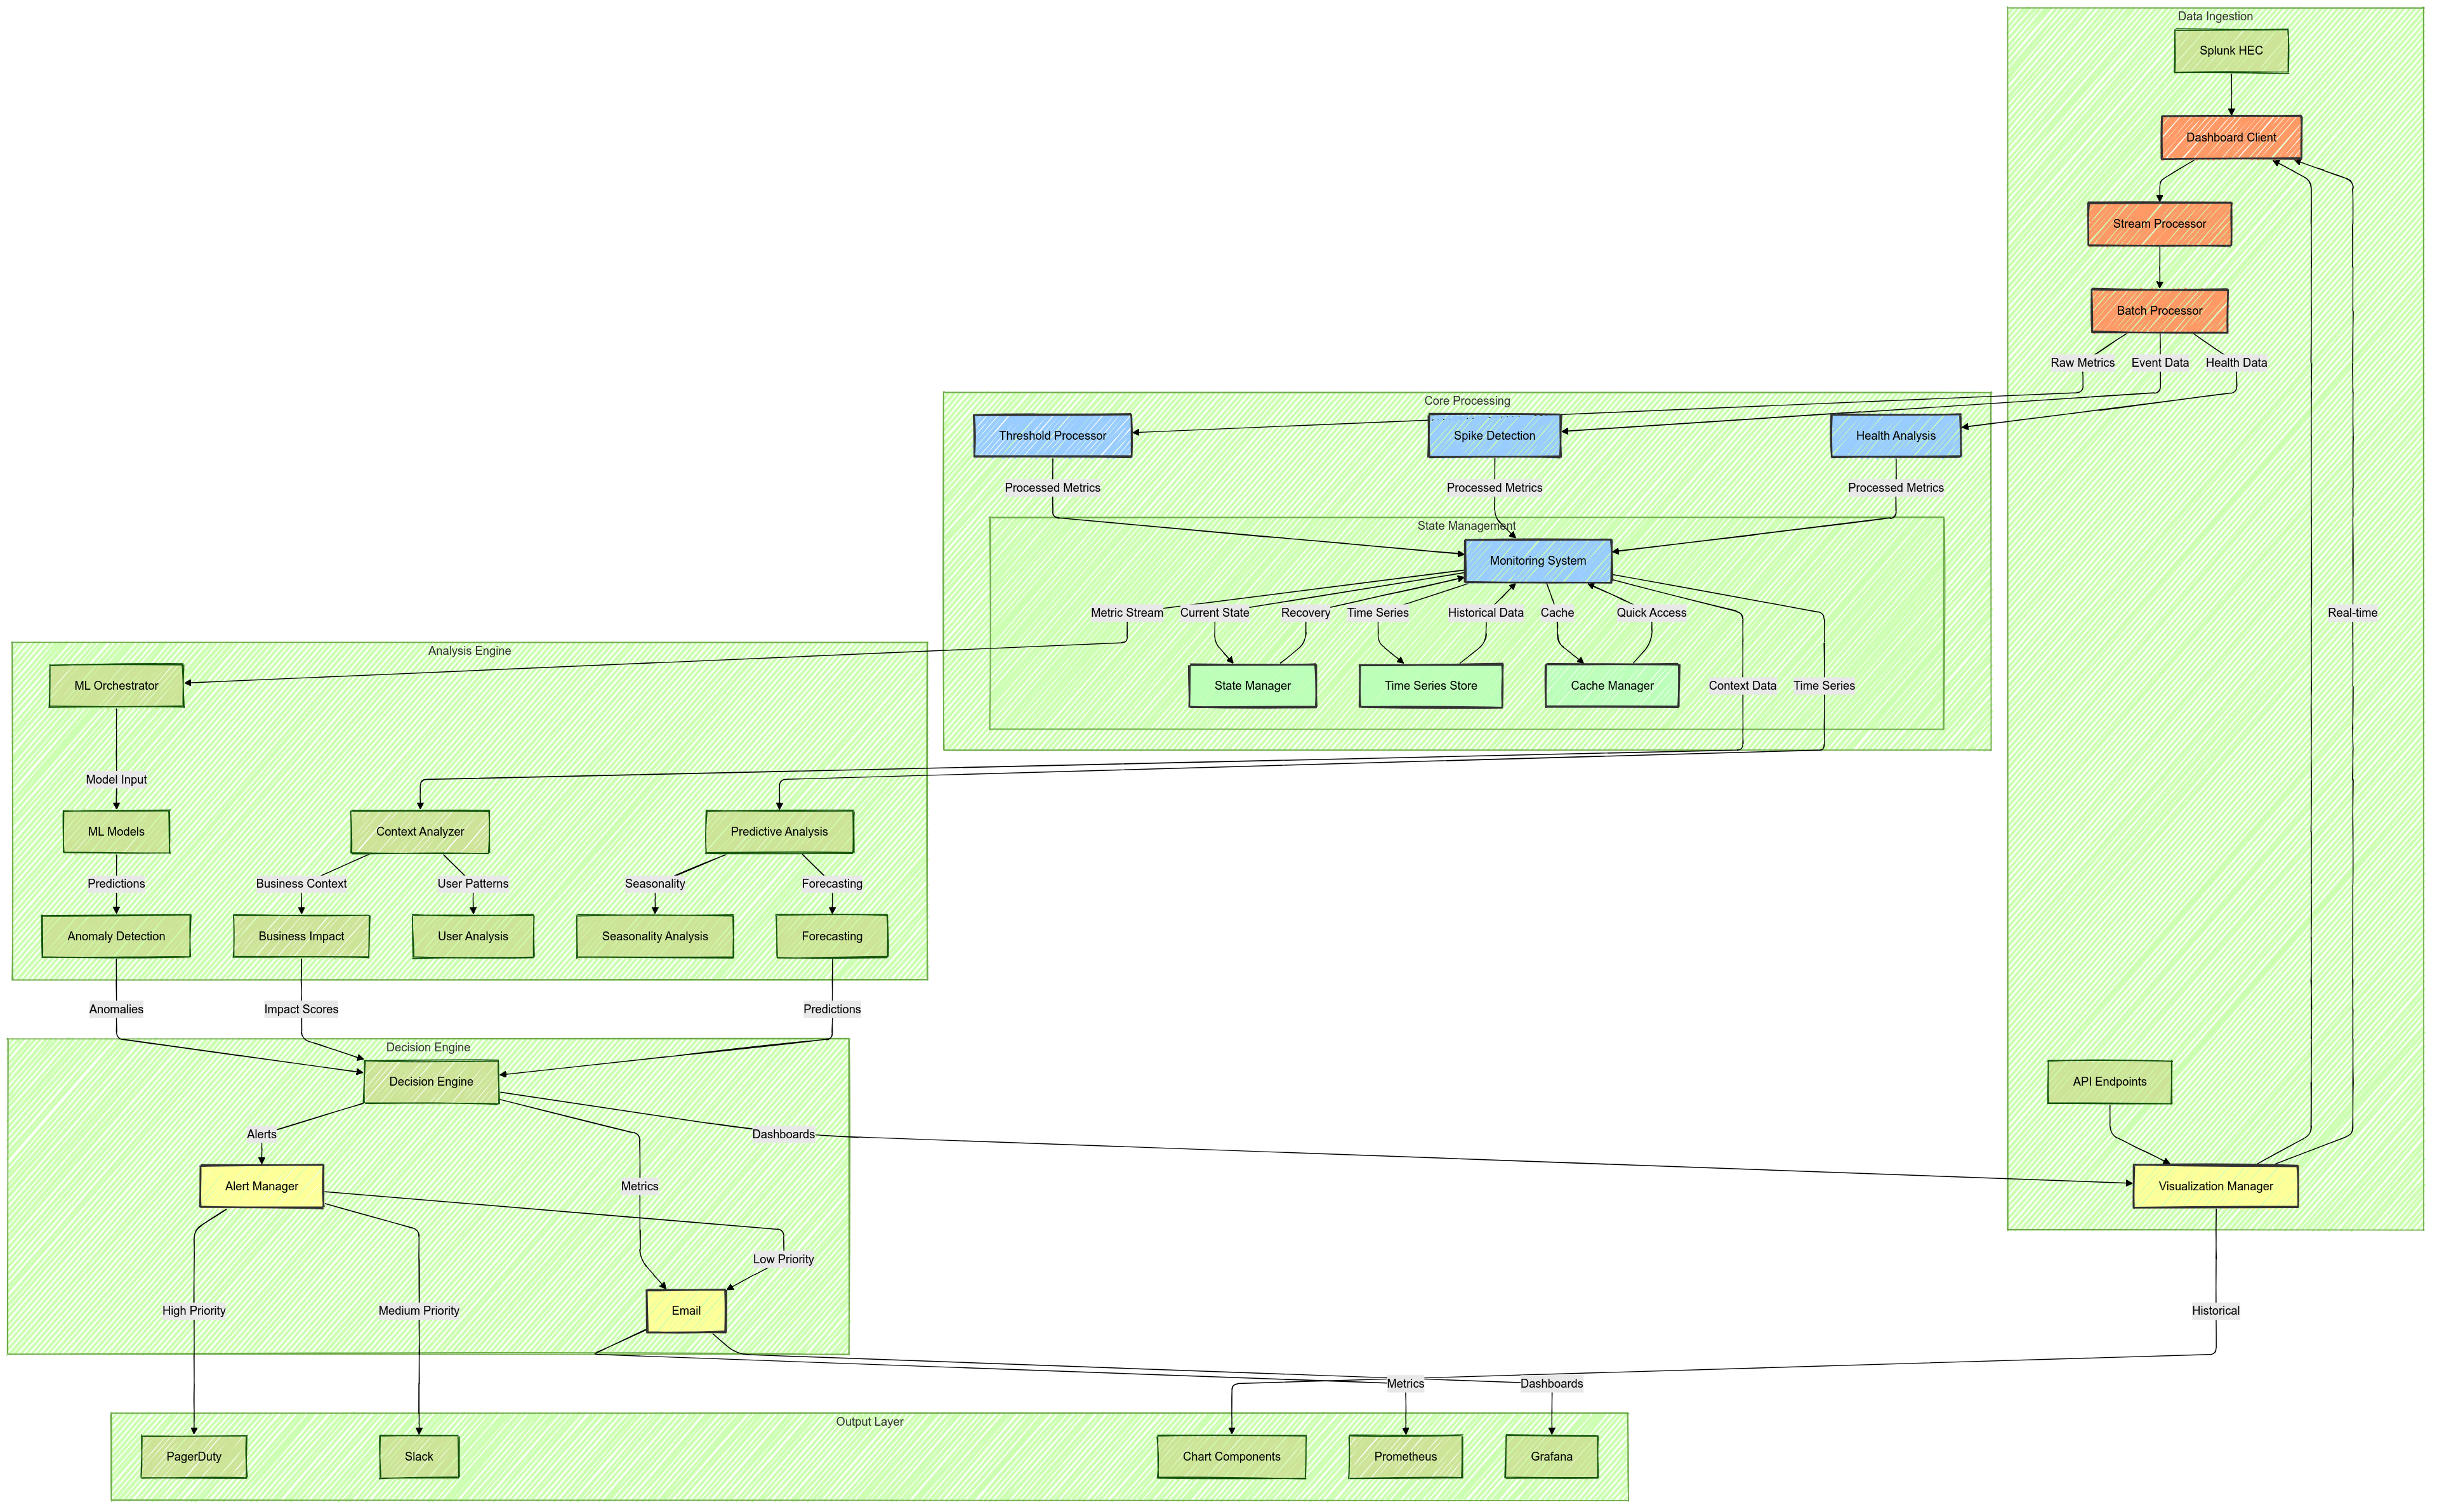 Data Ingestion
Splunk HEC
Dashboard Client
Stream Processor
Batch Processor
Raw Metrics
Event Data
Health Data
Core Processing
Threshold Processor
Spike Detection
Health Analysis
Processed Metrics
Processed Metrics
Processed Metrics
State Management
Monitoring System
Metric Stream
Current State
Recovery
Time Series
Historical Data
Cache
Quick Access
Real-time
State Manager
Time Series Store
Cache Manager
Context Data
Time Series
Analysis Engine
ML Orchestrator
Model Input
ML Models
Context Analyzer
Predictive Analysis
Predictions
Business Context
User Patterns
Seasonality
Forecasting
Anomaly Detection
Business Impact
User Analysis
Seasonality Analysis
Forecasting
Anomalies
Impact Scores
Predictions
Decision Engine
Decision Engine
API Endpoints
Alerts
Dashboards
Alert Manager
Metrics
Visualization Manager
Low Priority
High Priority
Medium Priority
Email
Historical
Metrics
Dashboards
Output Layer
PagerDuty
Slack
Chart Components
Prometheus
Grafana